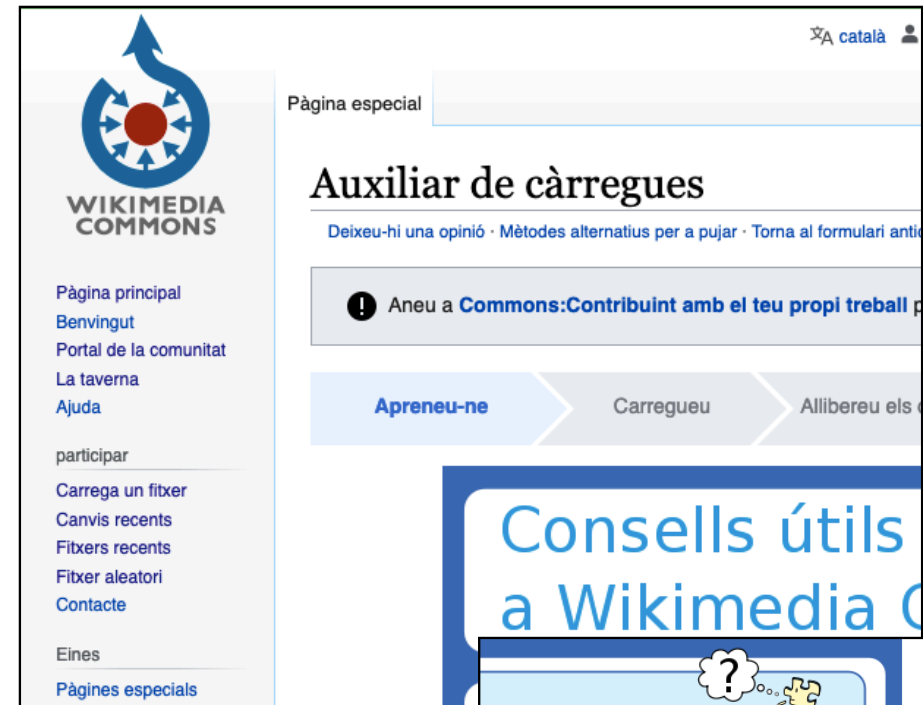 català
WIKIMEDIA
COMMONS
Pàgina especial
Auxiliar de càrregues
Deixeu-hi una opinió · Mètodes alternatius per a pujar · Torna al formulari
Aneu a Commons:Contribuint amb el teu propi treball
Apreneu-ne
Carregueu
Allibereu els
Pàgina principal
Benvingut
Portal de la comunitat
La taverna
Ajuda
participar
Carrega un fitxer
Canvis recents
Fitxers recents
Fitxer aleatori
Contacte
Eines
Pàgines especials
Consells útils
a Wikimedia
?